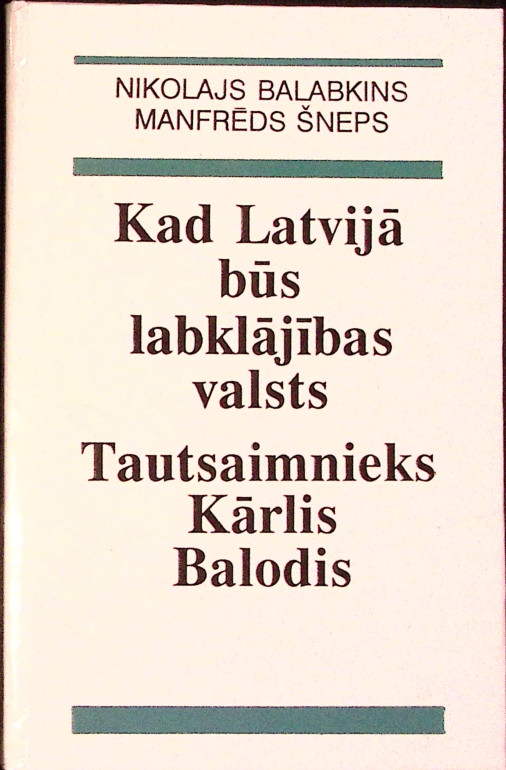 NIKOLAJS BALABKINS
MANFRĒDS ŠNEPS
Kad Latvijā
būs
labklājības
valsts
Tautsaimnieks
Kārlis
Balodis